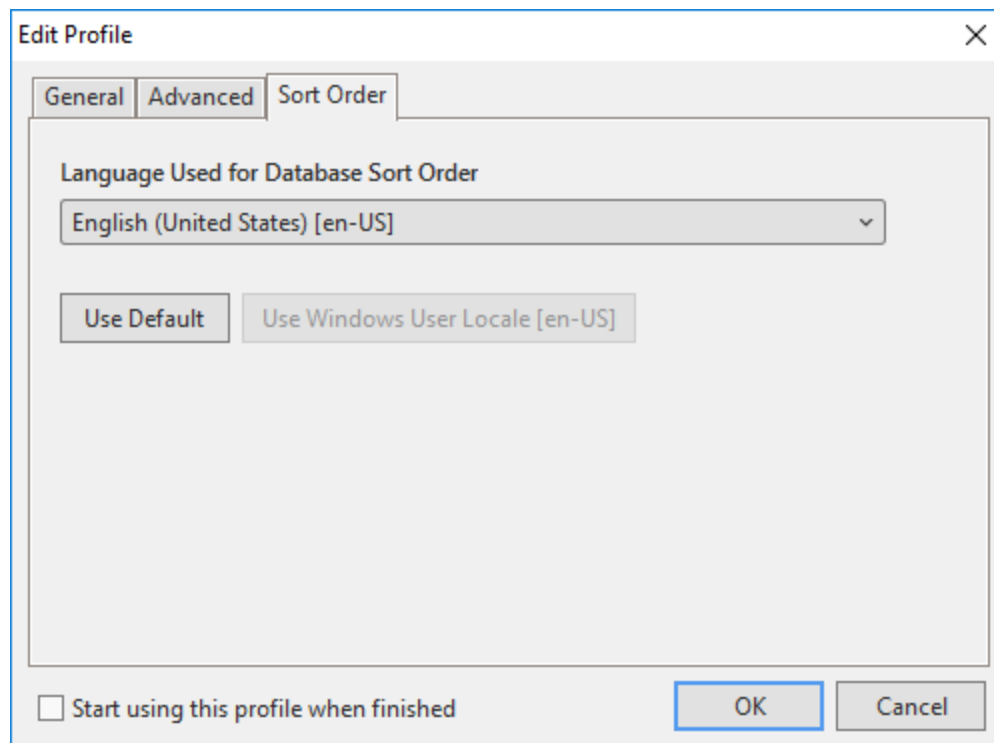 Edit Profile
General Advanced Sort Order
Language Used for Database Sort Order
English (United States) [en-US]
Use Default Use Windows User Locale [en-US]
Start using this profile when finished OK Cancel